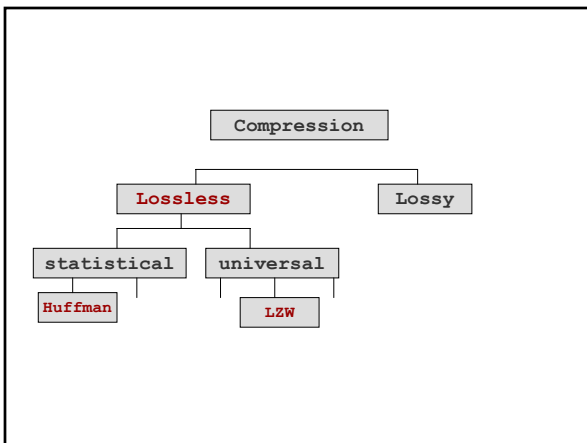 Compression
Lossless Lossy
statistical universal
Huffman LZW